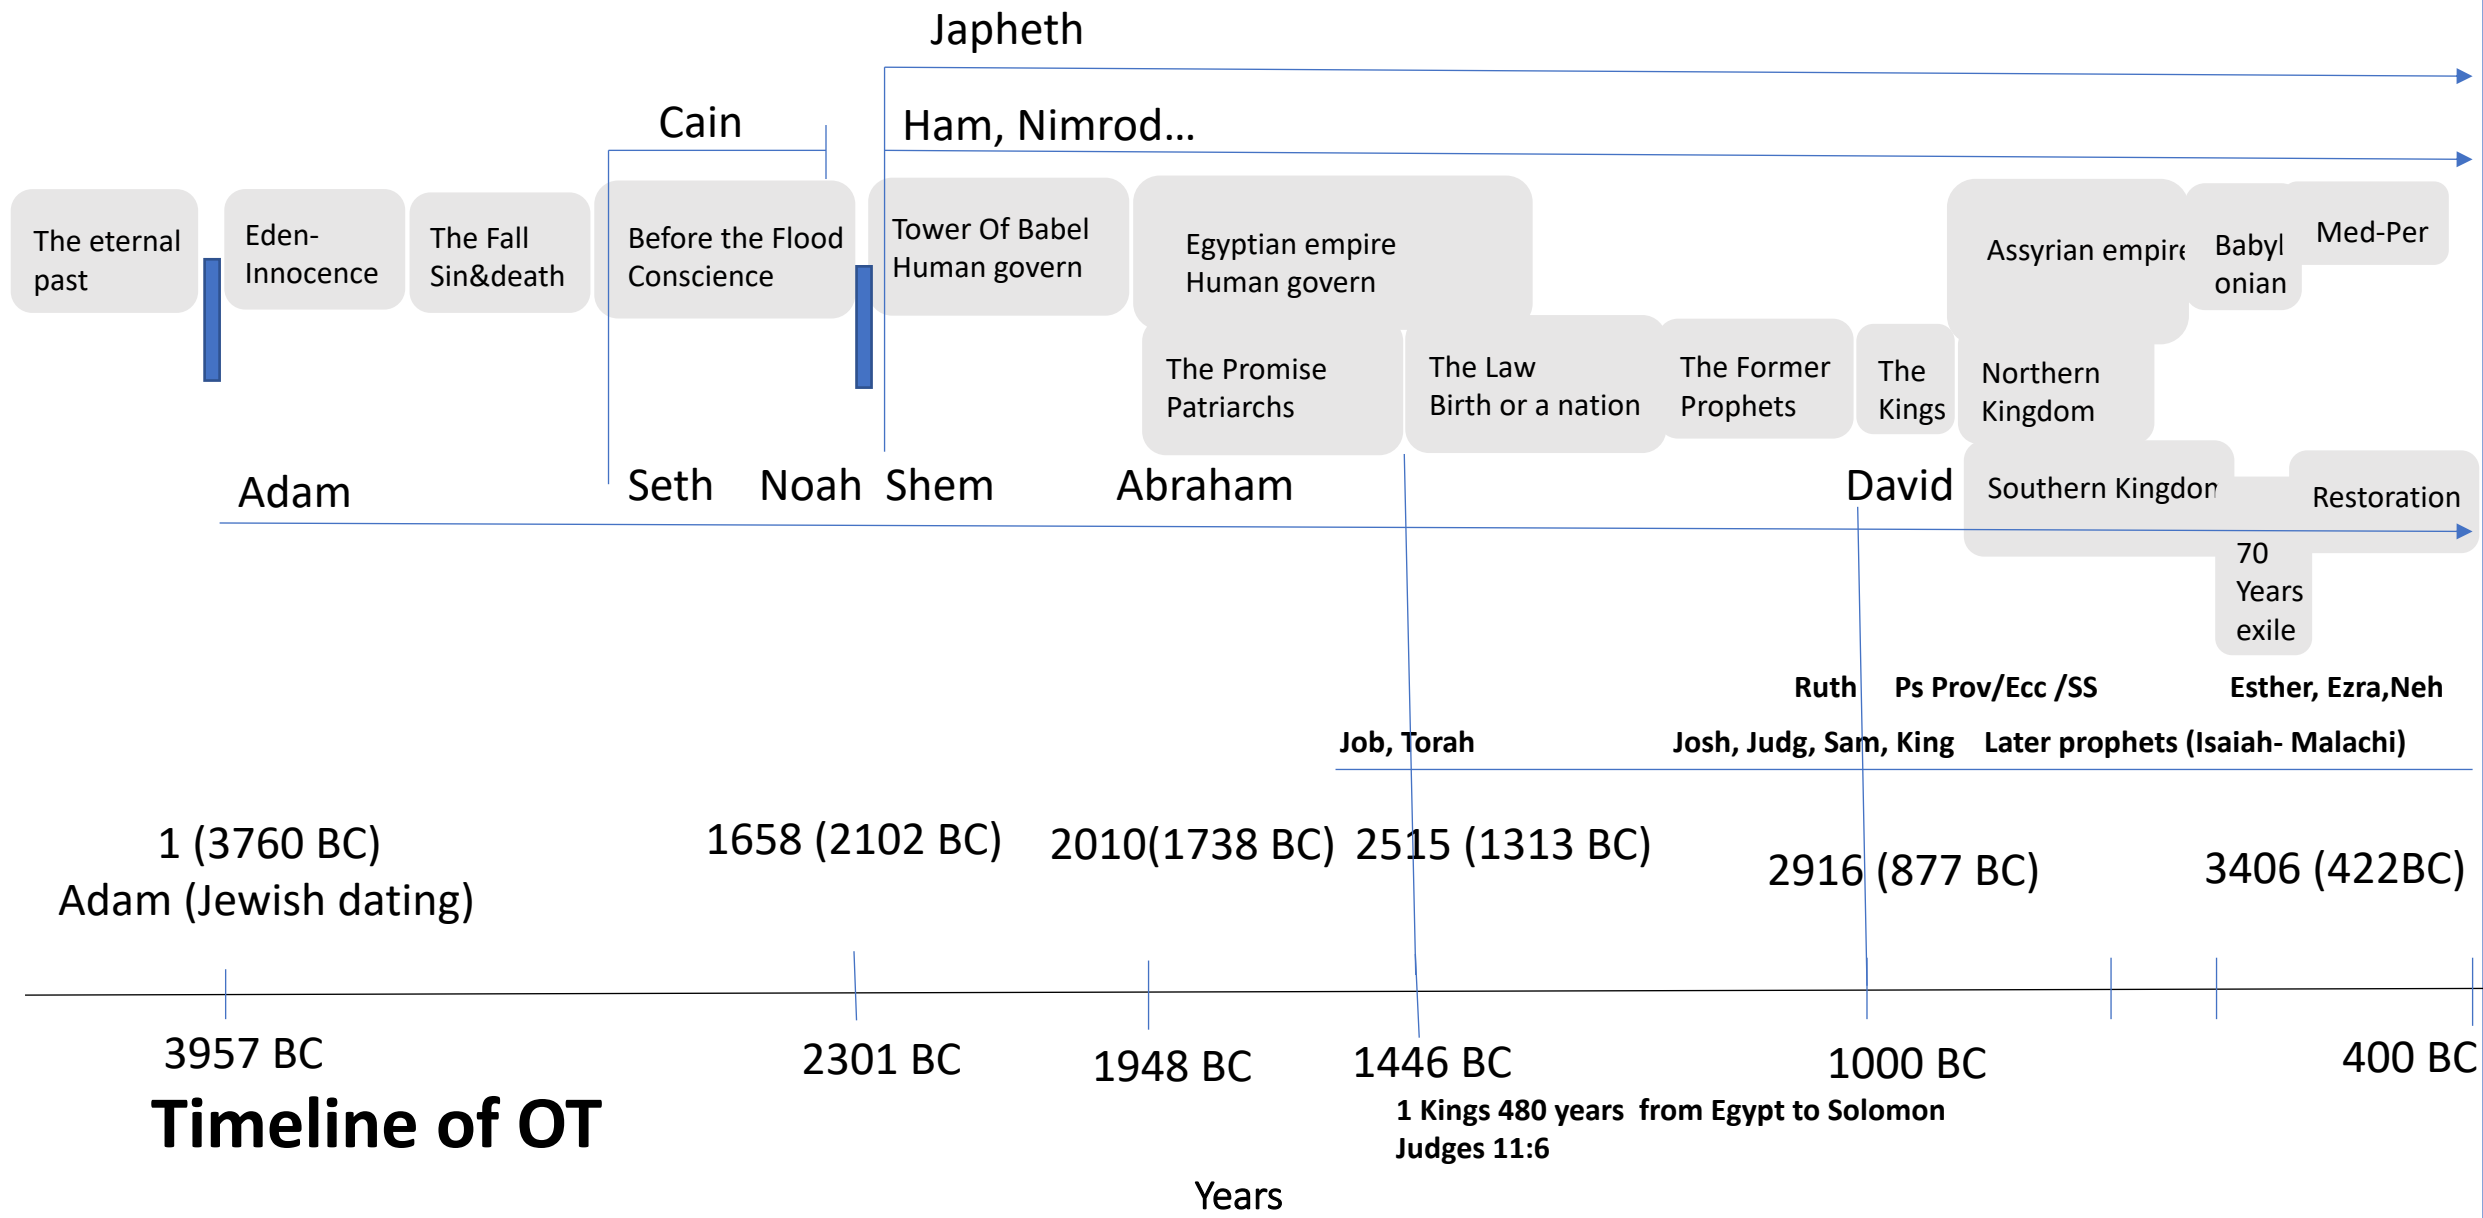 Japheth
Cain
Ham, Nimrod...
The eternal
past
Eden-
Innocence
The Fall
Sin&death
Before the Flood
Conscience
Tower Of Babel
Human govern
Egyptian empire
Human govern
Assyrian empire
Babyl
onian
Med-Per
The Promise
Patriarchs
The Law
Birth or a nation
The Former
Prophets
The
Kings
Northern
Kingdom
Adam
Seth
Noah
Shem
Abraham
David
Southern Kingdom
Restoration
70
Years
exile
Ruth
Ps Prov/Ecc /SS
Esther, Ezra,Neh
Job, Torah
Josh, Judg, Sam, King
Later prophets (Isaiah- Malachi)
1 (3760 BC)
Adam (Jewish dating)
1658 (2102 BC)
2010(1738 BC)
2515 (1313 BC)
2916 (877 BC)
3406 (422BC)
3957 BC
2301 BC
1948 BC
1446 BC
1000 BC
400 BC
Timeline of OT
1 Kings 480 years from Egypt to Solomon
Judges 11:6
Years